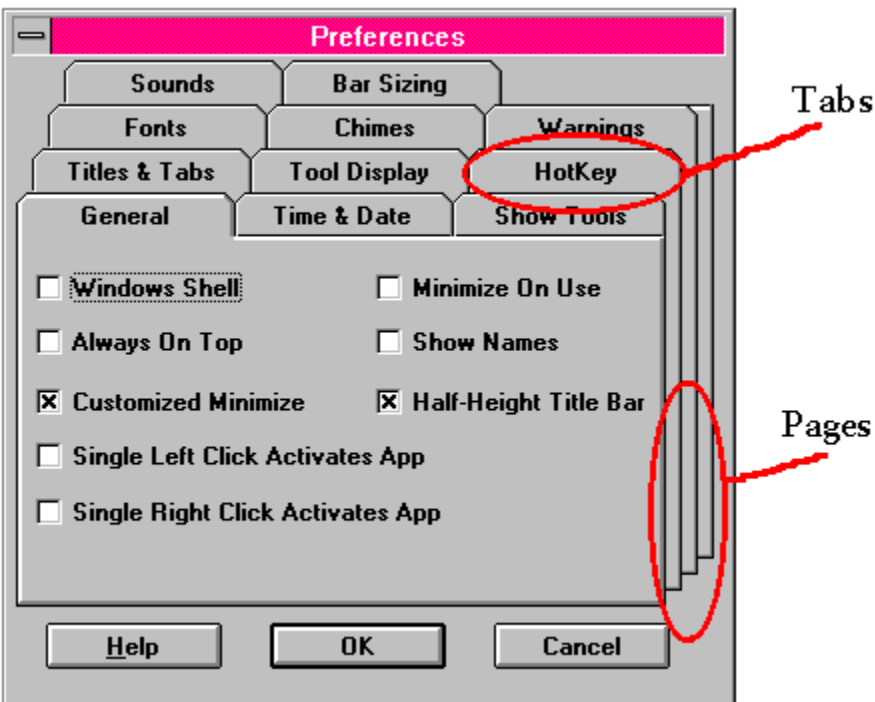 Preferences
Sounds Bar Sizing
Tabs
Fonts Chimes Warnings
Titles & Tabs Tool Display HotKey
General Time & Date Show Tools
Windows Shell Minimize On Use
Always On Top Show Names
Customized Minimize Half-Height Title Bar
Pages
Single Left Click Activates App
Single Right Click Activates App
Help OK Cancel